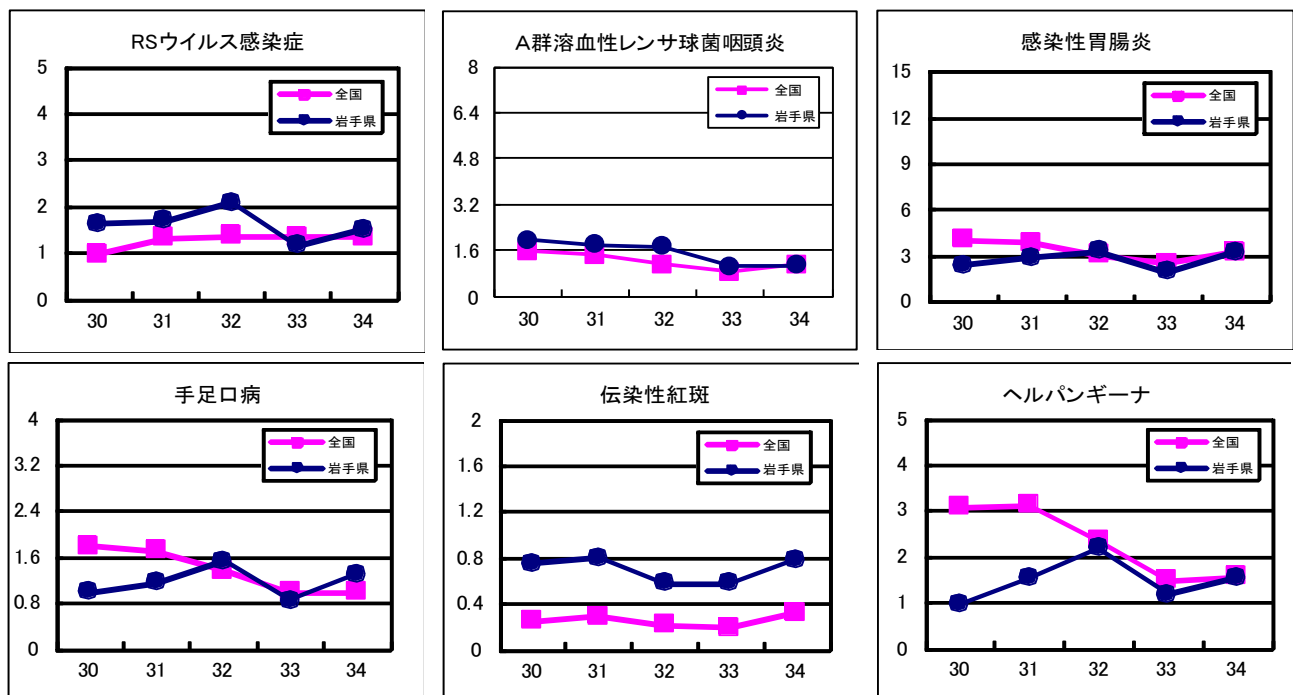 RSウイルス感染症
5
4
3
2
1
0
全国
岩手県
30 31 32 33 34
A群溶血性レンサ球菌咽頭炎
8
6.4
4.8
3.2
1.6
0
全国
岩手県
30 31 32 33 34
感染性胃腸炎
15
12
9
6
3
0
全国
岩手県
30 31 32 33 34
手足口病
4
3.2
2.4
1.6
0.8
0
全国
岩手県
30 31 32 33 34
伝染性紅斑
2
1.6
1.2
0.8
0.4
0
全国
岩手県
30 31 32 33 34
ヘルパンギーナ
5
4
3
2
1
0
全国
岩手県
30 31 32 33 34